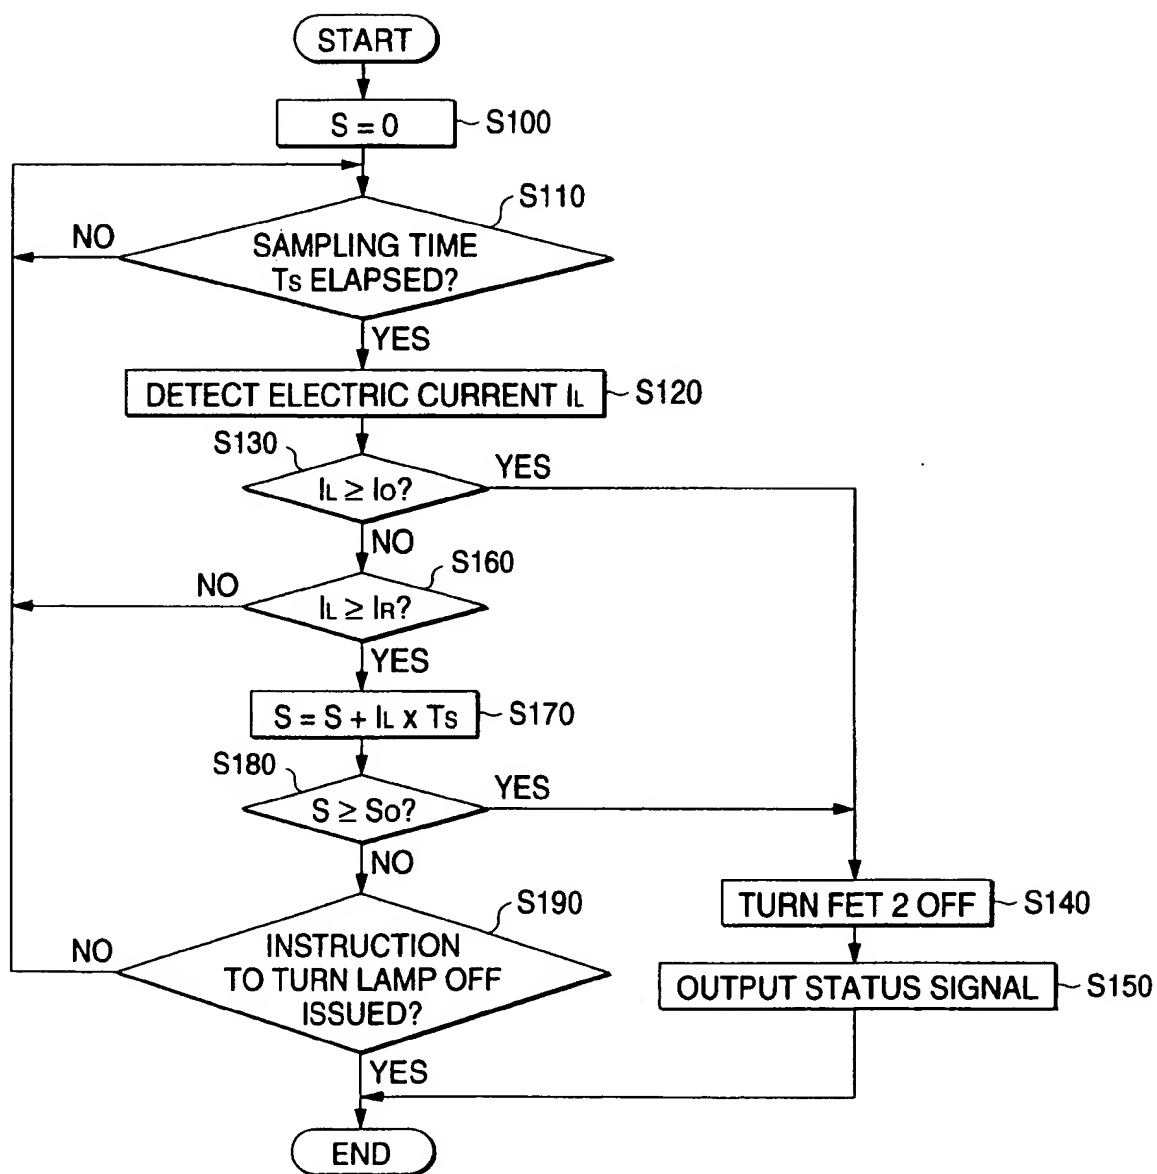 START
S = 0
S100
S110
NO
SAMPLING TIME
Ts ELAPSED?
YES
DETECT ELECTRIC CURRENT IL
S120
S130
YES
IL ≥ Io?
NO
S160
NO
IL ≥ IR?
YES
S = S + IL x Ts
S170
S180
YES
S ≥ So?
NO
S190
NO
INSTRUCTION
TO TURN LAMP OFF
ISSUED?
YES
TURN FET 2 OFF
S140
OUTPUT STATUS SIGNAL
S150
END